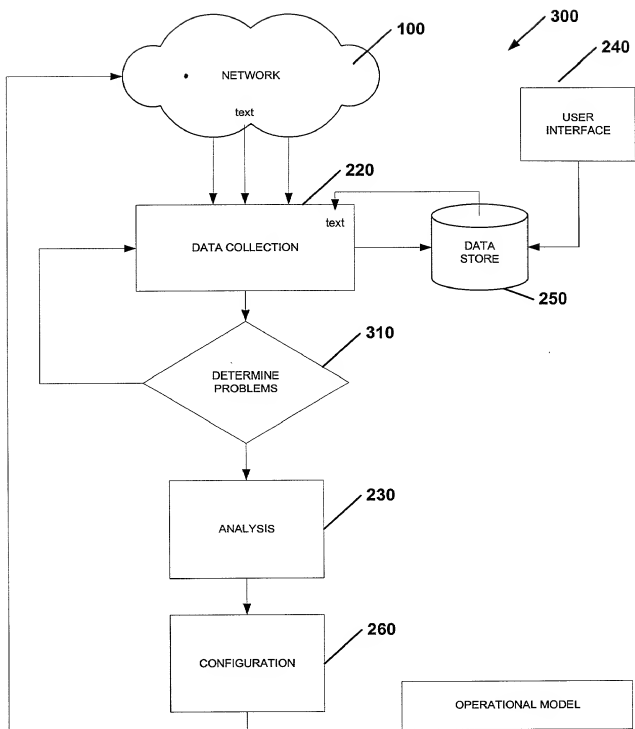 100
300
240
NETWORK
text
USER
INTERFACE
220
text
DATA COLLECTION
DATA
STORE
250
310
DETERMINE
PROBLEMS
230
ANALYSIS
260
CONFIGURATION
OPERATIONAL MODEL